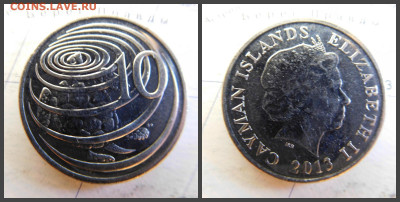 COINS.LAVE.RU
10
CAYMAN ISLANDS
ELIZABETH II
2013